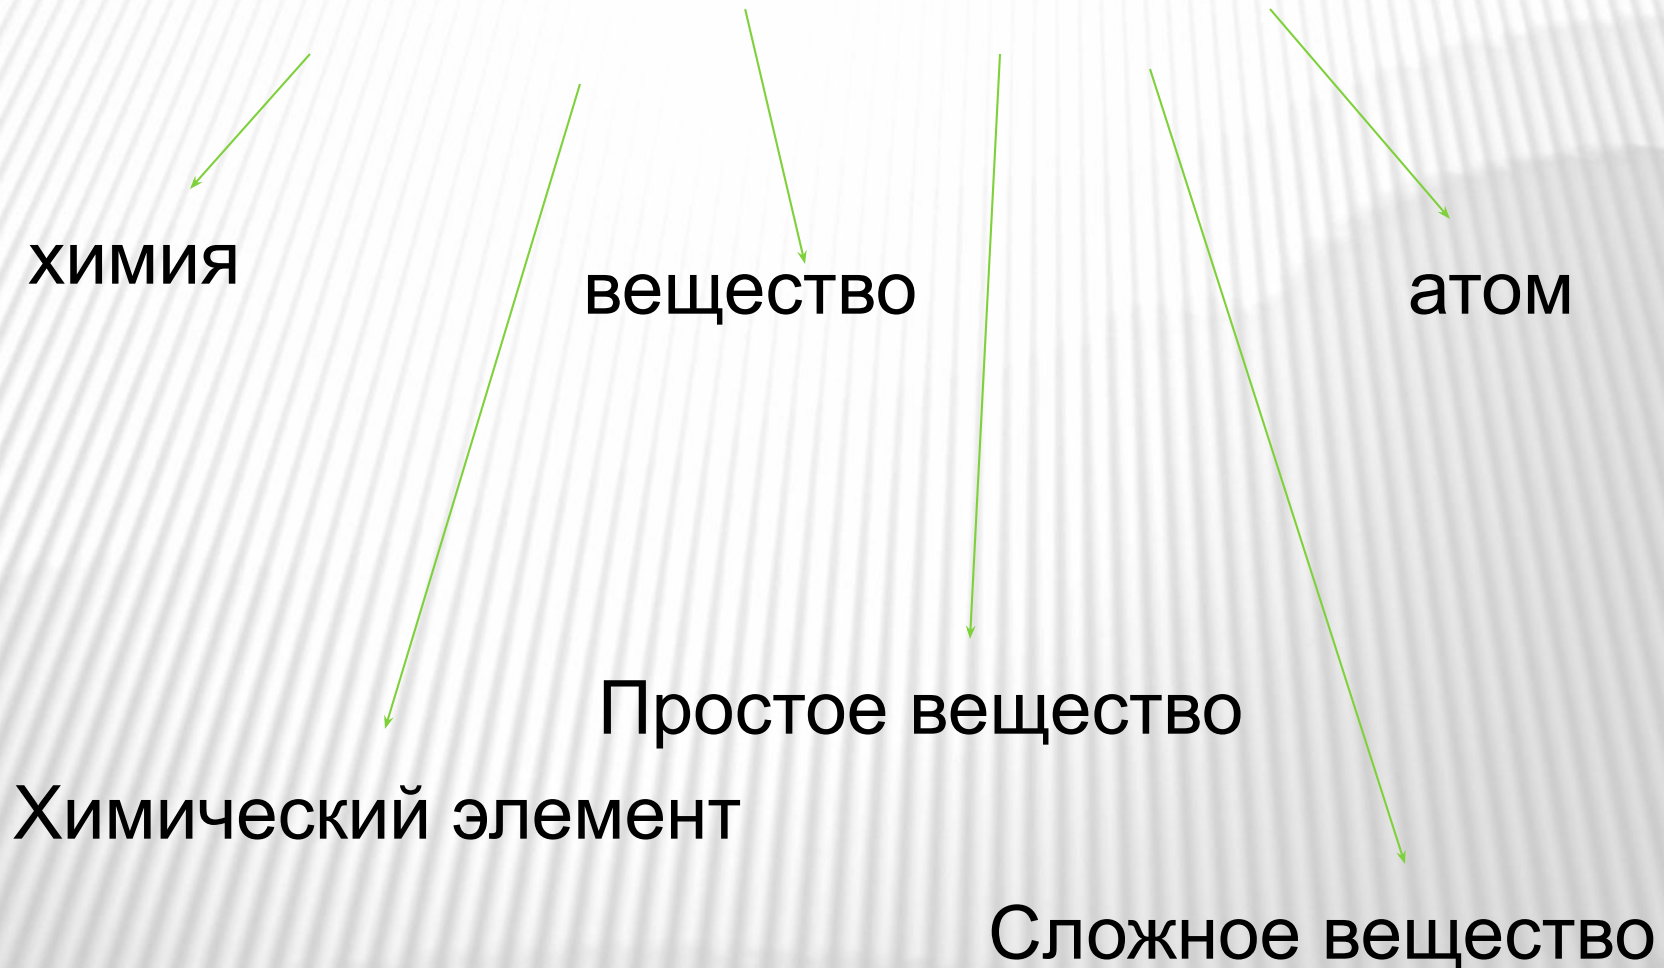 химия
вещество
атом
Простое вещество
Химический элемент
Сложное вещество